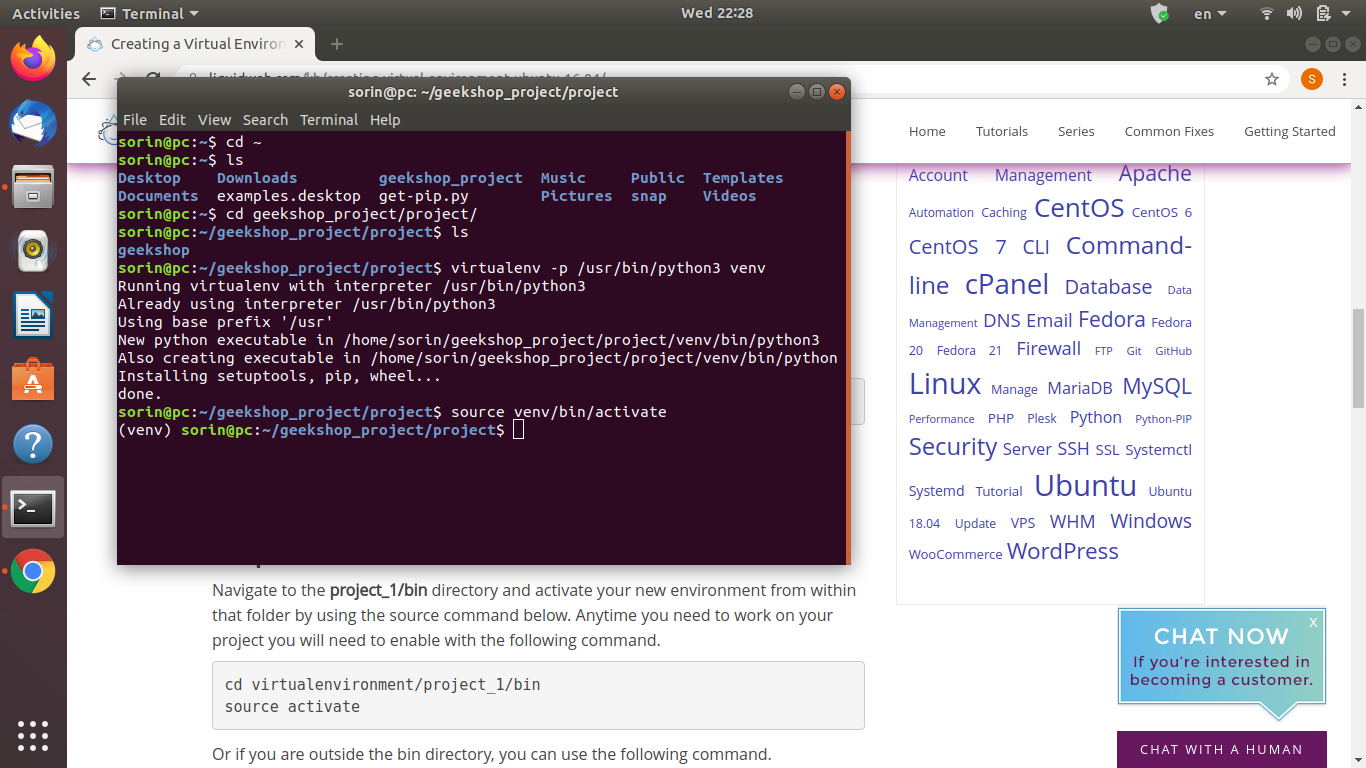 Activities Terminal Wed 22:28 en
Creating a Virtual Environ
S
sorin@pc: ~/geekshop_project/project
File Edit View Search Terminal Help
sorin@pc:~$ cd ~
sorin@pc:~$ ls
Desktop Downloads geekshop_project Music Public Templates
Documents examples.desktop get-pip.py Pictures snap Videos
sorin@pc:~$ cd geekshop_project/project/
sorin@pc:~/geekshop_project/project$ ls
geekshop
sorin@pc:~/geekshop_project/project$ virtualenv -p /usr/bin/python3 venv
Running virtualenv with interpreter /usr/bin/python3
Already using interpreter /usr/bin/python3
Using base prefix '/usr'
New python executable in /home/sorin/geekshop_project/project/venv/bin/python3
Also creating executable in /home/sorin/geekshop_project/project/venv/bin/python
Installing setuptools, pip, wheel...
done.
sorin@pc:~/geekshop_project/project$ source venv/bin/activate
(venv) sorin@pc:~/geekshop_project/project$
Navigate to the project_1/bin directory and activate your new environment from within
that folder by using the source command below. Anytime you need to work on your
project you will need to enable with the following command.
cd virtualenvironment/project_1/bin
source activate
Or if you are outside the bin directory, you can use the following command.
Home Tutorials Series Common Fixes Getting Started
Account Management Apache
Automation Caching CentOS CentOS 6
CentOS 7 CLI Command-
line cPanel Database Data
Management DNS Email Fedora Fedora
20 Fedora 21 Firewall FTP Git GitHub
Linux Manage MariaDB MySQL
Performance PHP Plesk Python Python-PIP
Security Server SSH SSL Systemctl
Systemd Tutorial Ubuntu Ubuntu
18.04 Update VPS WHM Windows
WooCommerce WordPress
X
CHAT NOW
If you're interested in
becoming a customer.
CHAT WITH A HUMAN